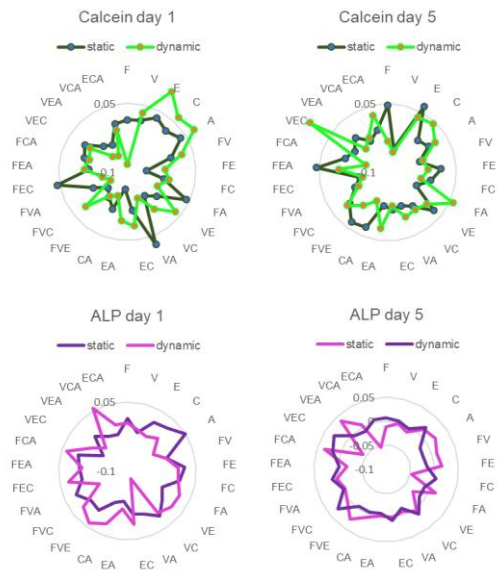 Calcein day 1
static dynamic
F
V
E
C
A
FV
FE
FC
FA
VE
VC
VA
EC
EA
CA
FVE
FVC
FVA
FEC
FEA
FCA
VEC
VEA
VCA
ECA
0.05
-0.1
Calcein day 5
static dynamic
F
V
E
C
A
FV
FE
FC
FA
VE
VC
VA
EC
EA
CA
FVE
FVC
FVA
FEC
FEA
FCA
VEC
VEA
VCA
ECA
0.05
-0.1
ALP day 1
static dynamic
F
V
E
C
A
FV
FE
FC
FA
VE
VC
VA
EC
EA
CA
FVE
FVC
FVA
FEC
FEA
FCA
VEC
VEA
VCA
ECA
0.05
-0.1
ALP day 5
dynamic static
F
V
E
C
A
FV
FE
FC
FA
VE
VC
VA
EC
EA
CA
FVE
FVC
FVA
FEC
FEA
FCA
VEC
VEA
VCA
ECA
0.05
0
-0.05
-0.1